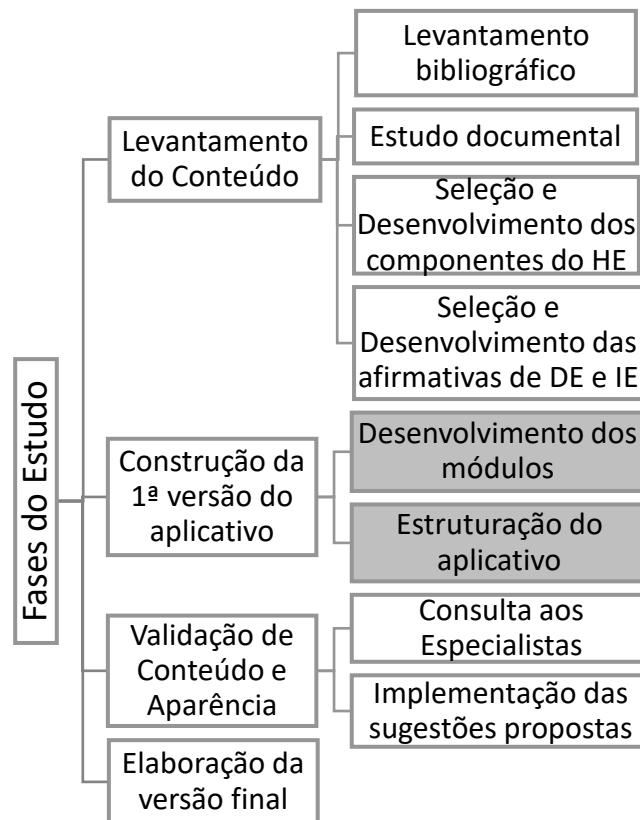 Fases do Estudo
Levantamento
do Conteúdo
Levantamento
bibliográfico
Estudo documental
Seleção e
Desenvolvimento dos
componentes do HE
Seleção e
Desenvolvimento das
afirmativas de DE e IE
Construção da
1ª versão do
aplicativo
Desenvolvimento dos
módulos
Estruturação do
aplicativo
Validação de
Conteúdo e
Aparência
Consulta aos
Especialistas
Implementação das
sugestões propostas
Elaboração da
versão final